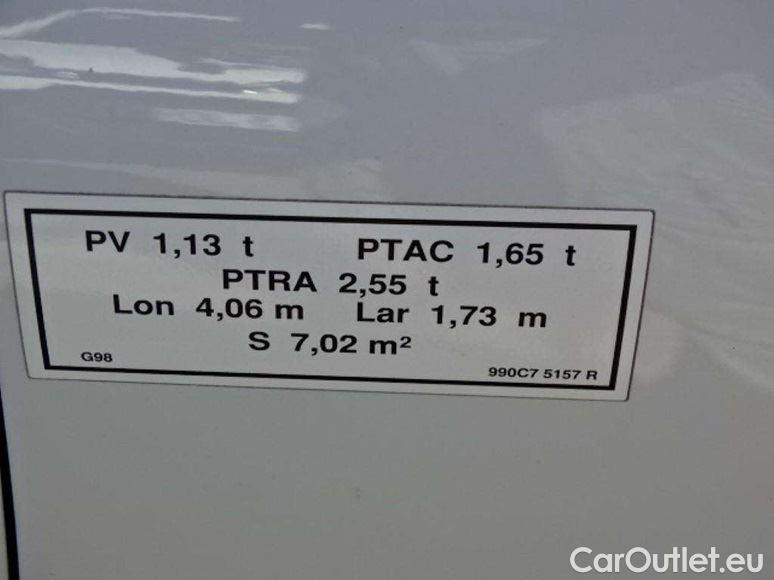 PV 1,13 t PTAC 1,65 t
PTRA 2,55 t
Lon 4,06 m Lar 1,73 m
S 7,02 m²
G98 990C7 5157 R
CarOutlet.eu